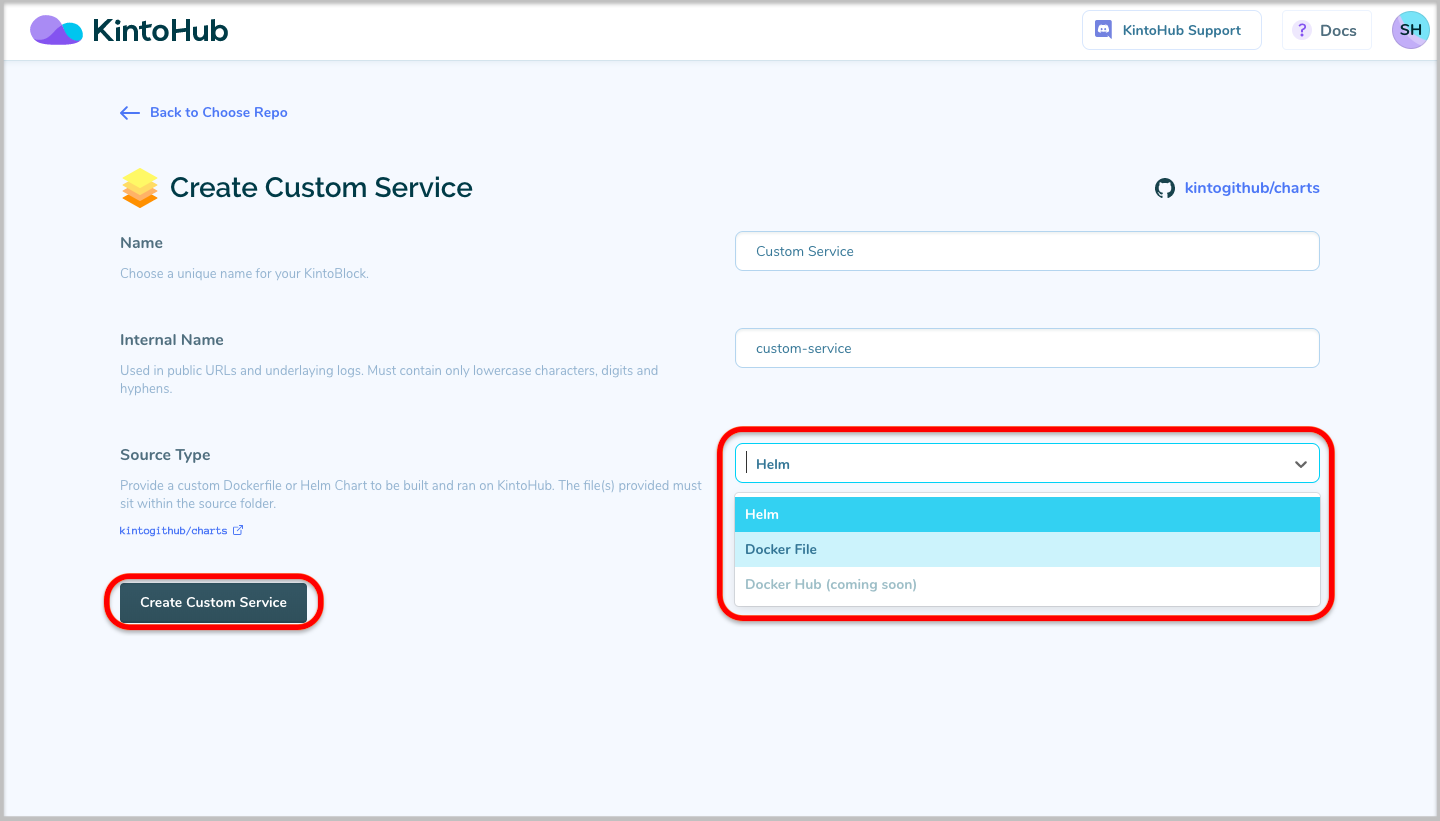 KintoHub
KintoHub Support
? Docs
SH
Back to Choose Repo
Create Custom Service
kintogithub/charts
Name
Custom Service
Choose a unique name for your KintoBlock.
Internal Name
custom-service
Used in public URLs and underlaying logs. Must contain only lowercase characters, digits and
hyphens.
Source Type
Helm
Provide a custom Dockerfile or Helm Chart to be built and ran on KintoHub. The file(s) provided must
sit within the source folder.
kintogithub/charts
Helm
Docker File
Docker Hub (coming soon)
Create Custom Service